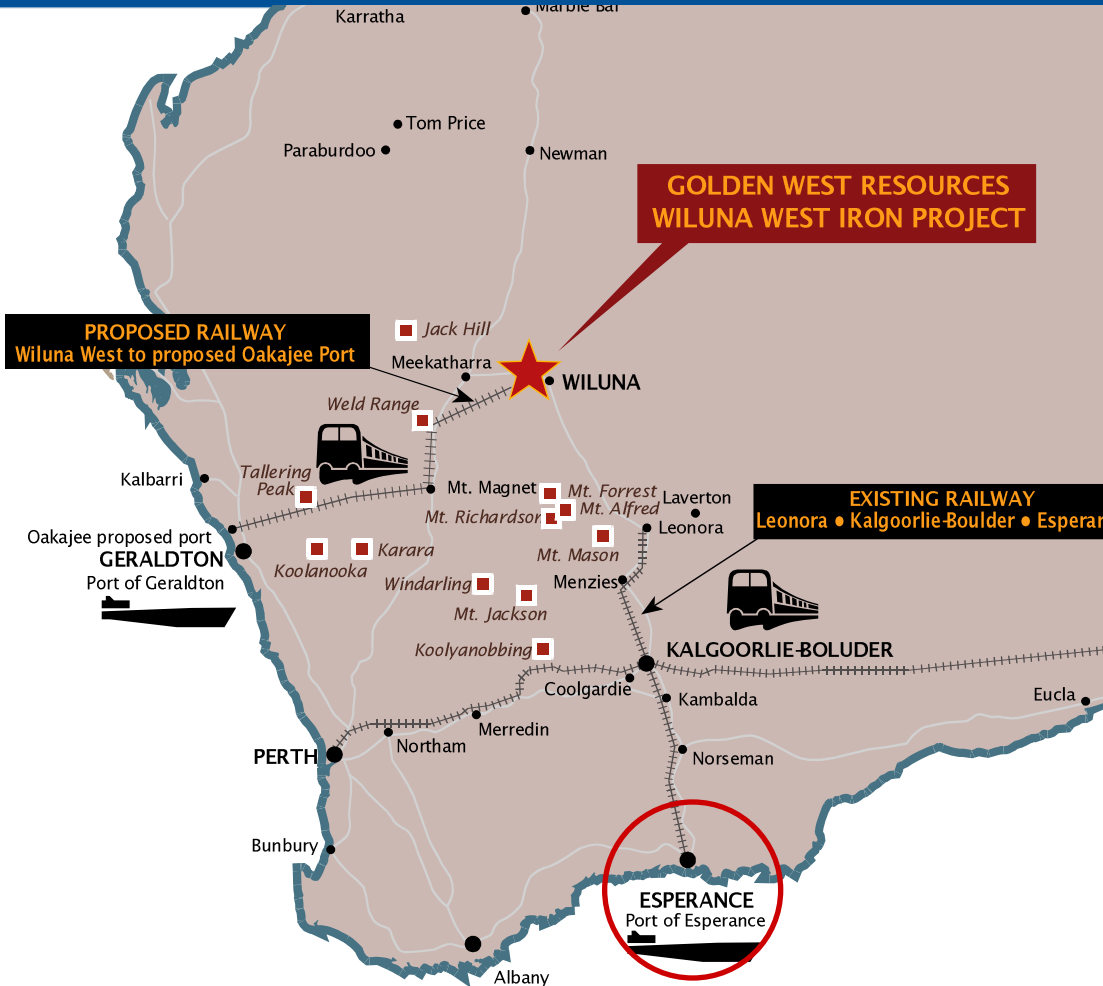 Karratha
Marble Bar
Tom Price
Paraburdoo
Newman
GOLDEN WEST RESOURCES
WILUNA WEST IRON PROJECT
PROPOSED RAILWAY
Wiluna West to proposed Oakajee Port
Jack Hill
Meekatharra
WILUNA
Weld Range
Tallering
Peak
Kalbarri
Mt. Magnet
Mt. Forrest
Mt. Alfred
Mt. Richardson
Laverton
Leonora
EXISTING RAILWAY
Leonora • Kalgoorlie-Boulder • Esperan
Oakajee proposed port
GERALDTON
Port of Geraldton
Koolanooka
Karara
Mt. Mason
Windarling
Menzies
Mt. Jackson
Koolyanobbing
KALGOORLIE-BOLUDER
Coolgardie
Kambalda
Eucla
Merredin
Northam
PERTH
Norseman
Bunbury
ESPERANCE
Port of Esperance
Albany